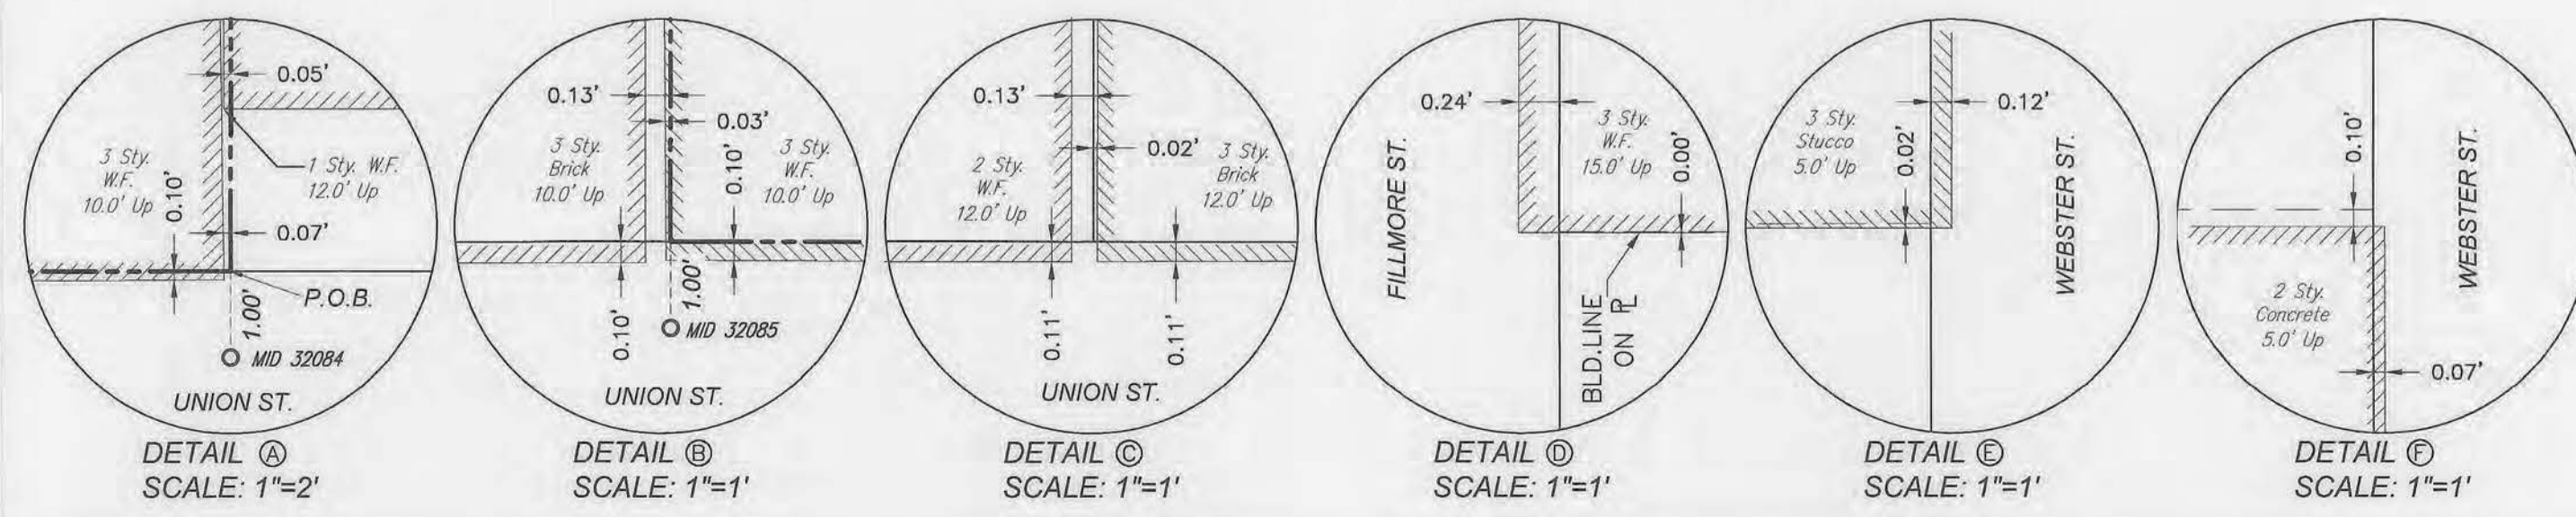 0.05'
3 Sty.
W.F.
10.0' Up
0.10'
1 Sty. W.F.
12.0' Up
0.07'
P.O.B.
1.00'
MID 32084
UNION ST.
DETAIL Ⓐ
SCALE: 1"=2'
0.13'
0.03'
3 Sty.
Brick
10.0' Up
0.10'
3 Sty.
W.F.
10.0' Up
1.00'
0.10'
MID 32085
UNION ST.
DETAIL Ⓑ
SCALE: 1"=1'
0.13'
0.02'
2 Sty.
W.F.
12.0' Up
3 Sty.
Brick
12.0' Up
0.11'
0.11'
UNION ST.
DETAIL Ⓒ
SCALE: 1"=1'
0.24'
FILLMORE ST.
3 Sty.
W.F.
15.0' Up
0.00'
BLD.LINE
ON PL
DETAIL Ⓓ
SCALE: 1"=1'
3 Sty.
Stucco
5.0' Up
0.02'
0.12'
WEBSTER ST.
DETAIL Ⓔ
SCALE: 1"=1'
0.10'
WEBSTER ST.
2 Sty.
Concrete
5.0' Up
0.07'
DETAIL Ⓕ
SCALE: 1"=1'